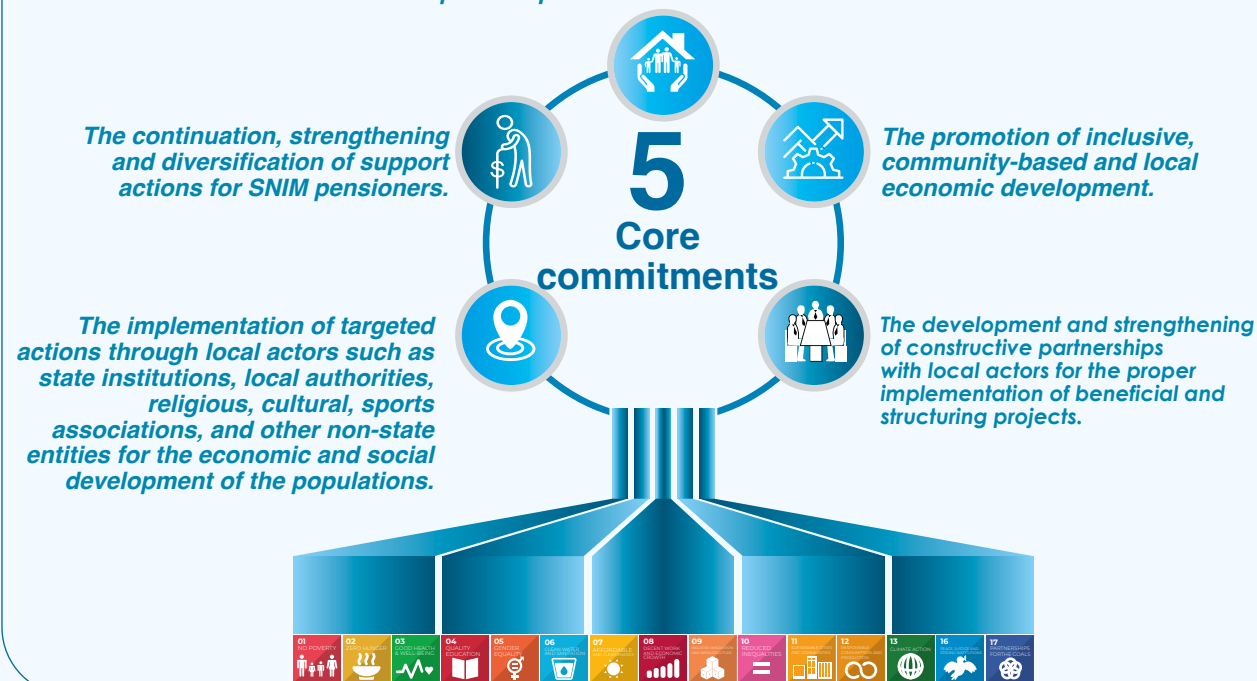 5
Core
commitments
The continuation, strengthening
and diversification of support
actions for SNIM pensioners.
The promotion of inclusive,
community-based and local
economic development.
The implementation of targeted
actions through local actors such as
state institutions, local authorities,
religious, cultural, sports
associations, and other non-state
entities for the economic and social
development of the populations.
The development and strengthening
of constructive partnerships
with local actors for the proper
implementation of beneficial and
structuring projects.
$
01
NO POVERTY
02
ZERO HUNGER
03
GOOD HEALTH
& WELL-BEING
04
QUALITY
EDUCATION
05
GENDER
EQUALITY
06
CLEAN WATER
AND SANITATION
07
AFFORDABLE
08
DECENT WORK
AND ECONOMIC
GROWTH
09
10
REDUCED
INEQUALITIES
11
12
13
CLIMATE ACTION
16
17
PARTNERSHIPS
FOR THE GOALS